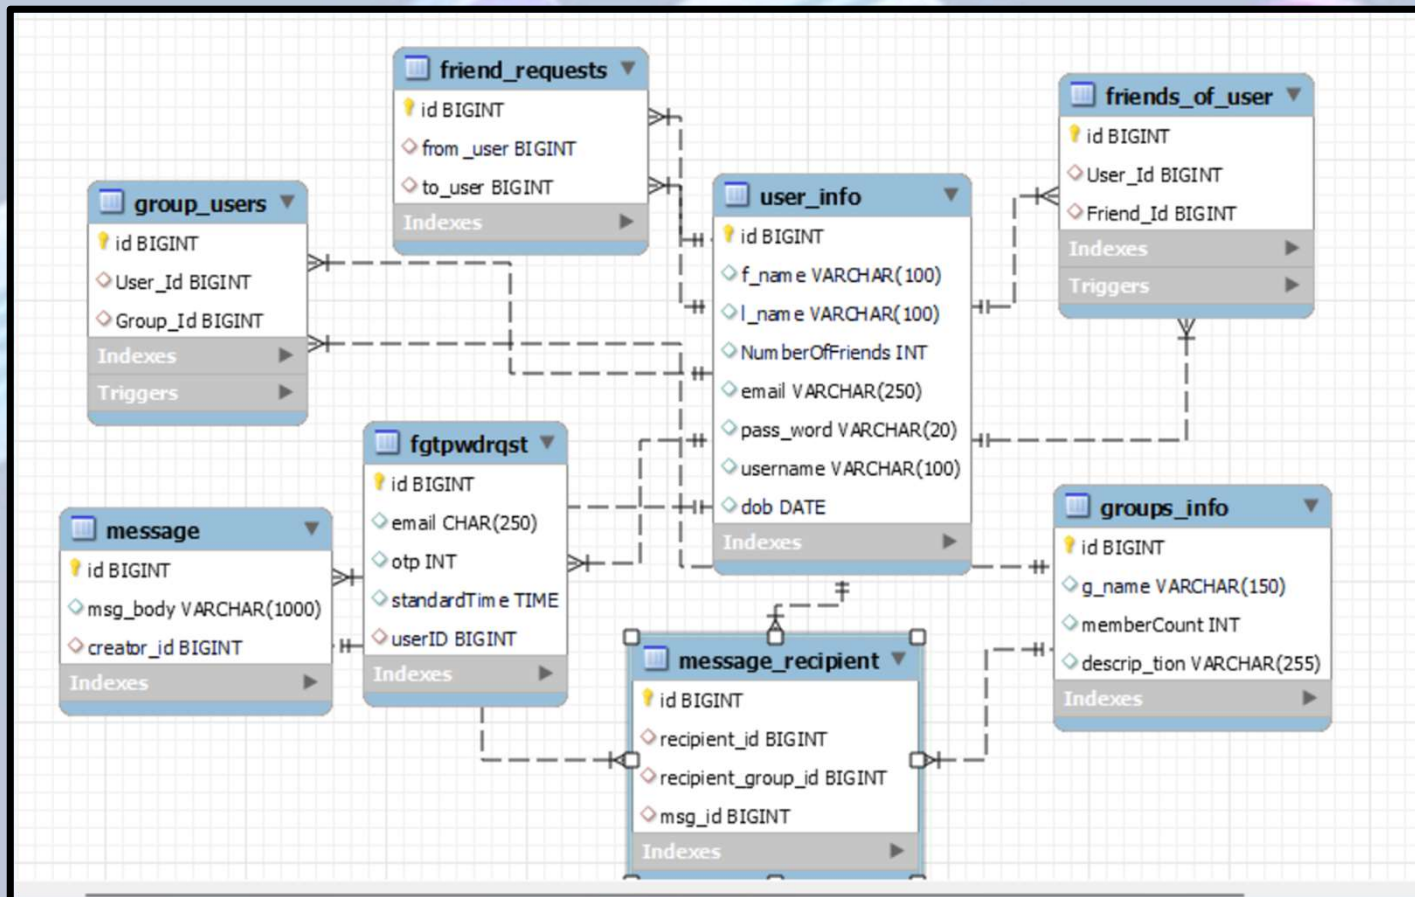 friend_requests
id BIGINT
from _user BIGINT
to_user BIGINT
Indexes
friends_of_user
id BIGINT
User_Id BIGINT
Friend_Id BIGINT
Indexes
Triggers
group_users
id BIGINT
User_Id BIGINT
Group_Id BIGINT
Indexes
Triggers
user_info
id BIGINT
f_name VARCHAR(100)
l_name VARCHAR(100)
NumberOfFriends INT
email VARCHAR(250)
pass_word VARCHAR(20)
username VARCHAR(100)
dob DATE
Indexes
fgtpwdrqst
id BIGINT
email CHAR(250)
otp INT
standardTime TIME
userID BIGINT
Indexes
message
id BIGINT
msg_body VARCHAR(1000)
creator_id BIGINT
Indexes
groups_info
id BIGINT
g_name VARCHAR(150)
memberCount INT
descrip_tion VARCHAR(255)
Indexes
message_recipient
id BIGINT
recipient_id BIGINT
recipient_group_id BIGINT
msg_id BIGINT
Indexes